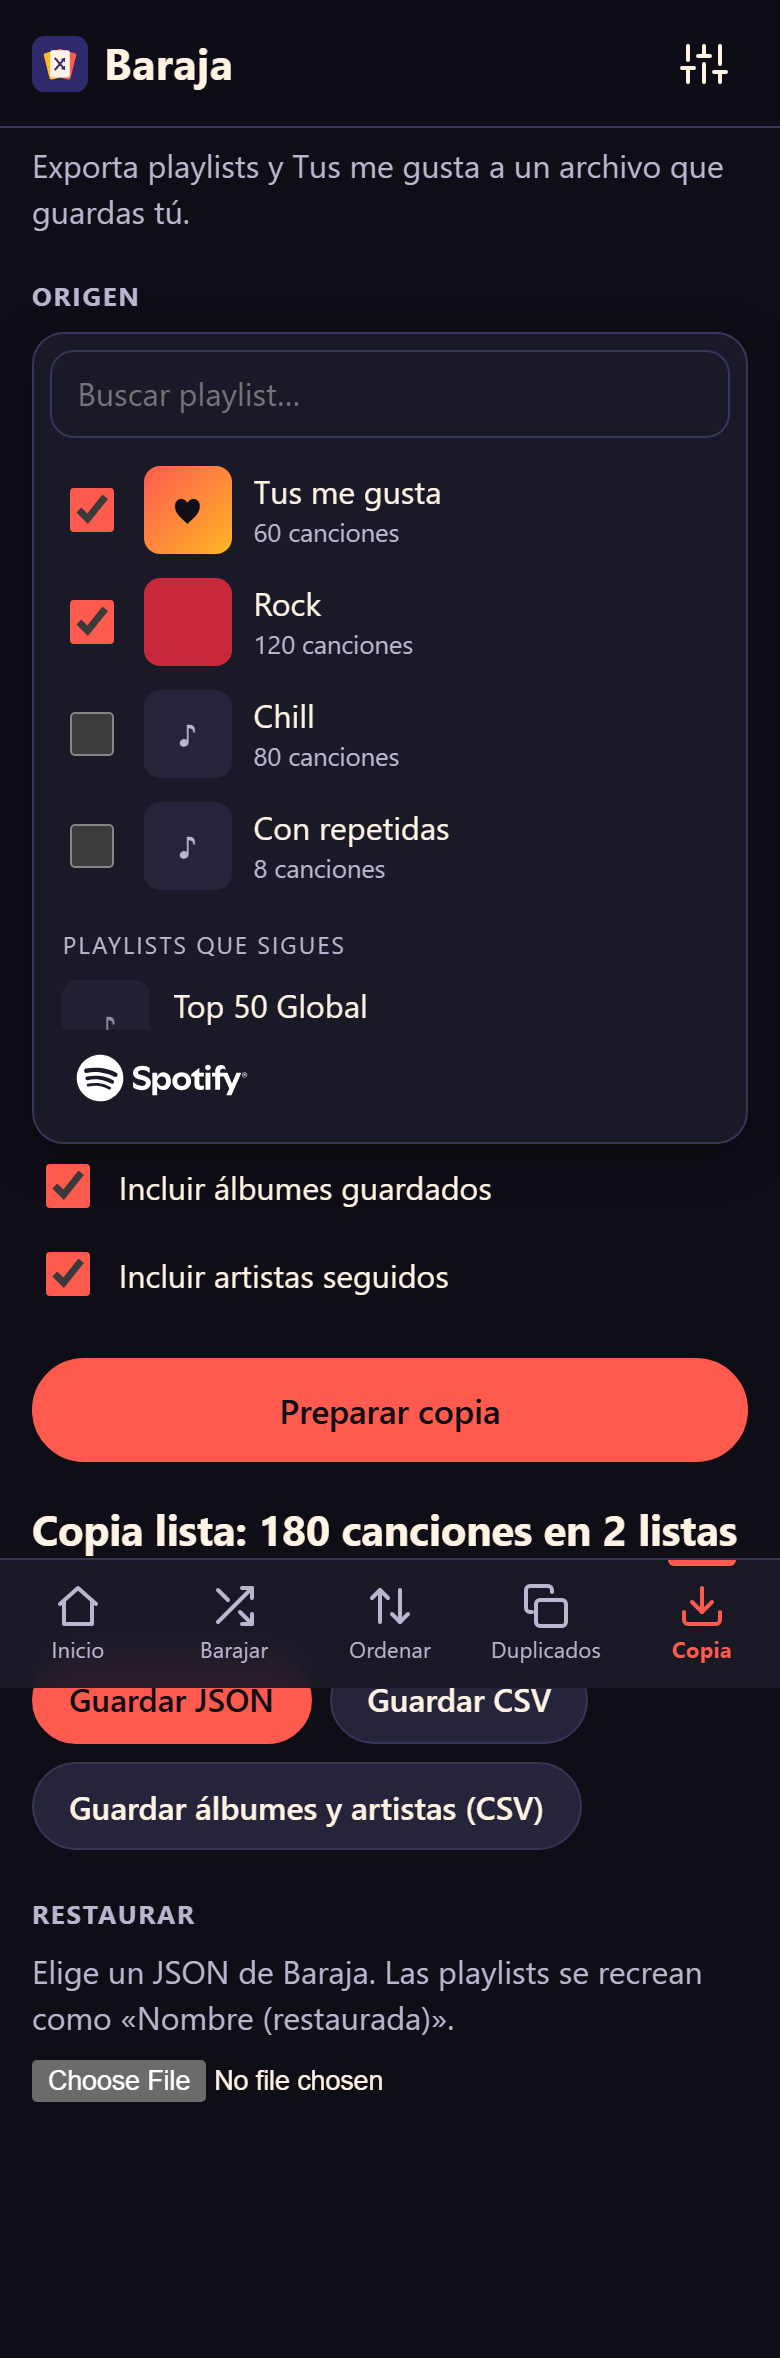 Baraja
Exporta playlists y Tus me gusta a un archivo que
guardas tú.
ORIGEN
Buscar playlist...
Tus me gusta
60 canciones
Rock
120 canciones
Chill
80 canciones
Con repetidas
8 canciones
PLAYLISTS QUE SIGUES
Top 50 Global
Spotify®
Incluir álbumes guardados
Incluir artistas seguidos
Preparar copia
Copia lista: 180 canciones en 2 listas
Inicio
Barajar
Ordenar
Duplicados
Copia
Guardar JSON
Guardar CSV
Guardar álbumes y artistas (CSV)
RESTAURAR
Elige un JSON de Baraja. Las playlists se recrean
como «Nombre (restaurada)».
Choose File No file chosen